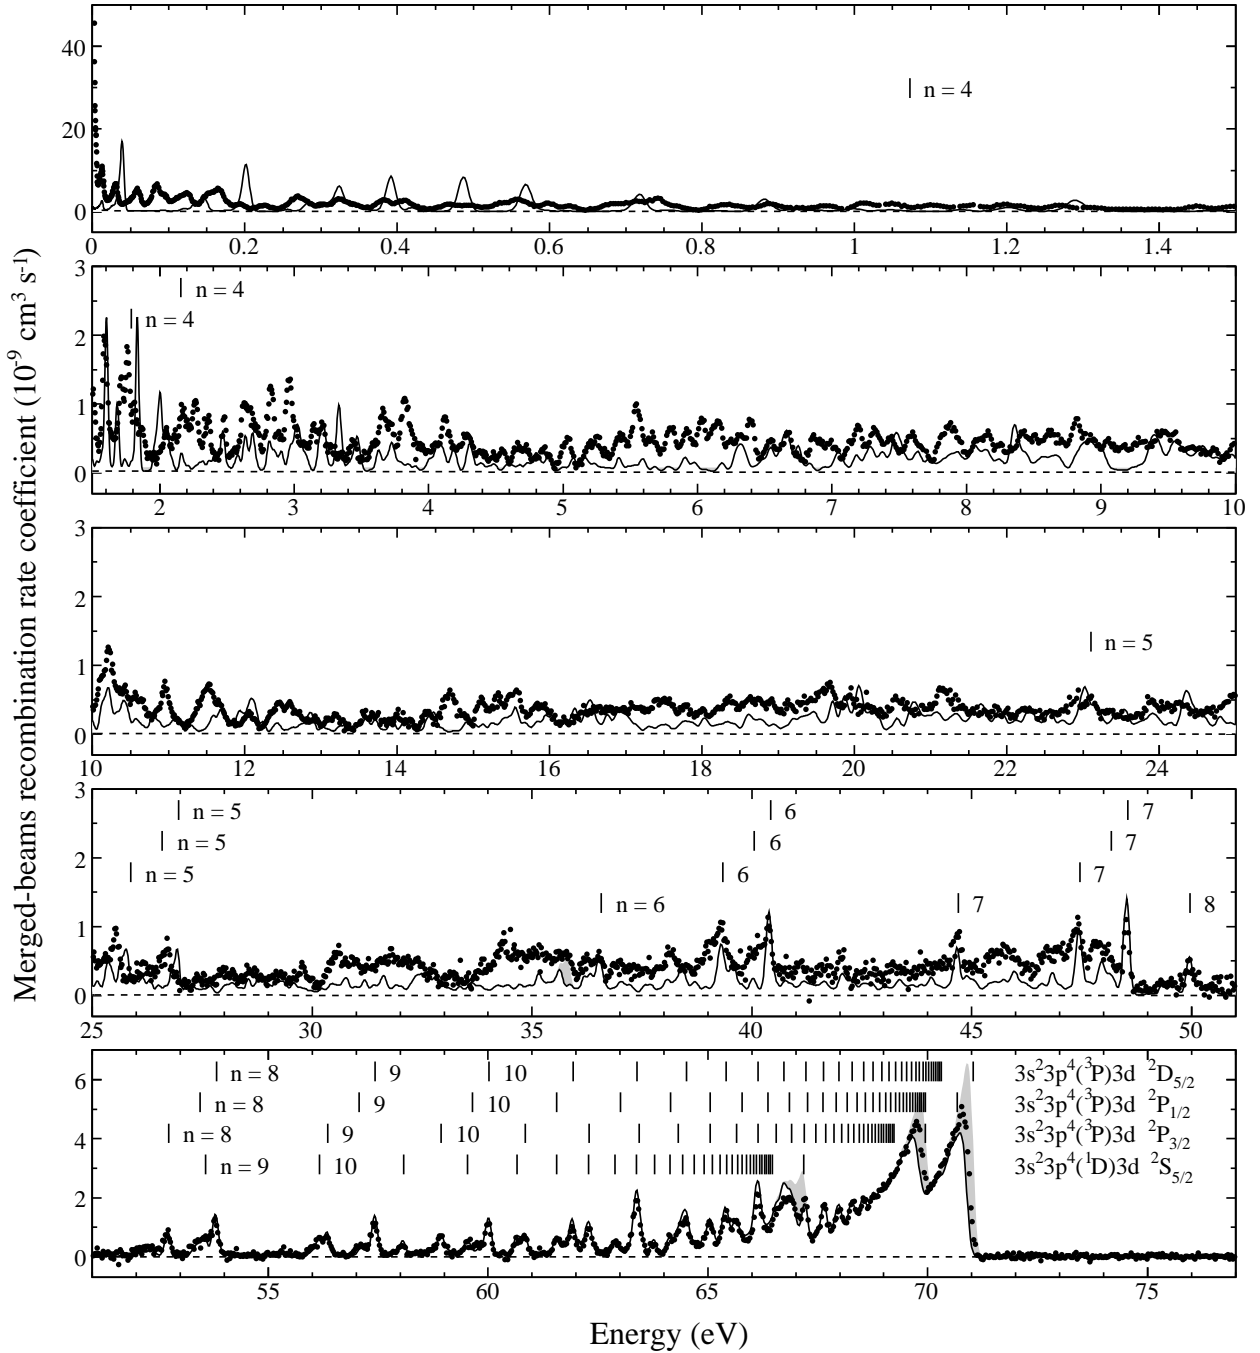 Merged-beams recombination rate coefficient (10⁻⁹ cm³ s⁻¹)
40
20
0
n = 4
0 0.2 0.4 0.6 0.8 1 1.2 1.4
3
2
1
0
n = 4
n = 4
2 3 4 5 6 7 8 9 10
3
2
1
0
n = 5
10 12 14 16 18 20 22 24
3
2
1
0
n = 5 6 7
n = 5 6 7
n = 5 6 7
n = 6 7 8
25 30 35 40 45 50
6
4
2
0
n = 8 9 10 3s²3p⁴(³P)3d ²D₅/₂
n = 8 9 10 3s²3p⁴(³P)3d ²P₁/₂
n = 8 9 10 3s²3p⁴(³P)3d ²P₃/₂
n = 9 10 3s²3p⁴(¹D)3d ²S₅/₂
55 60 65 70 75
Energy (eV)